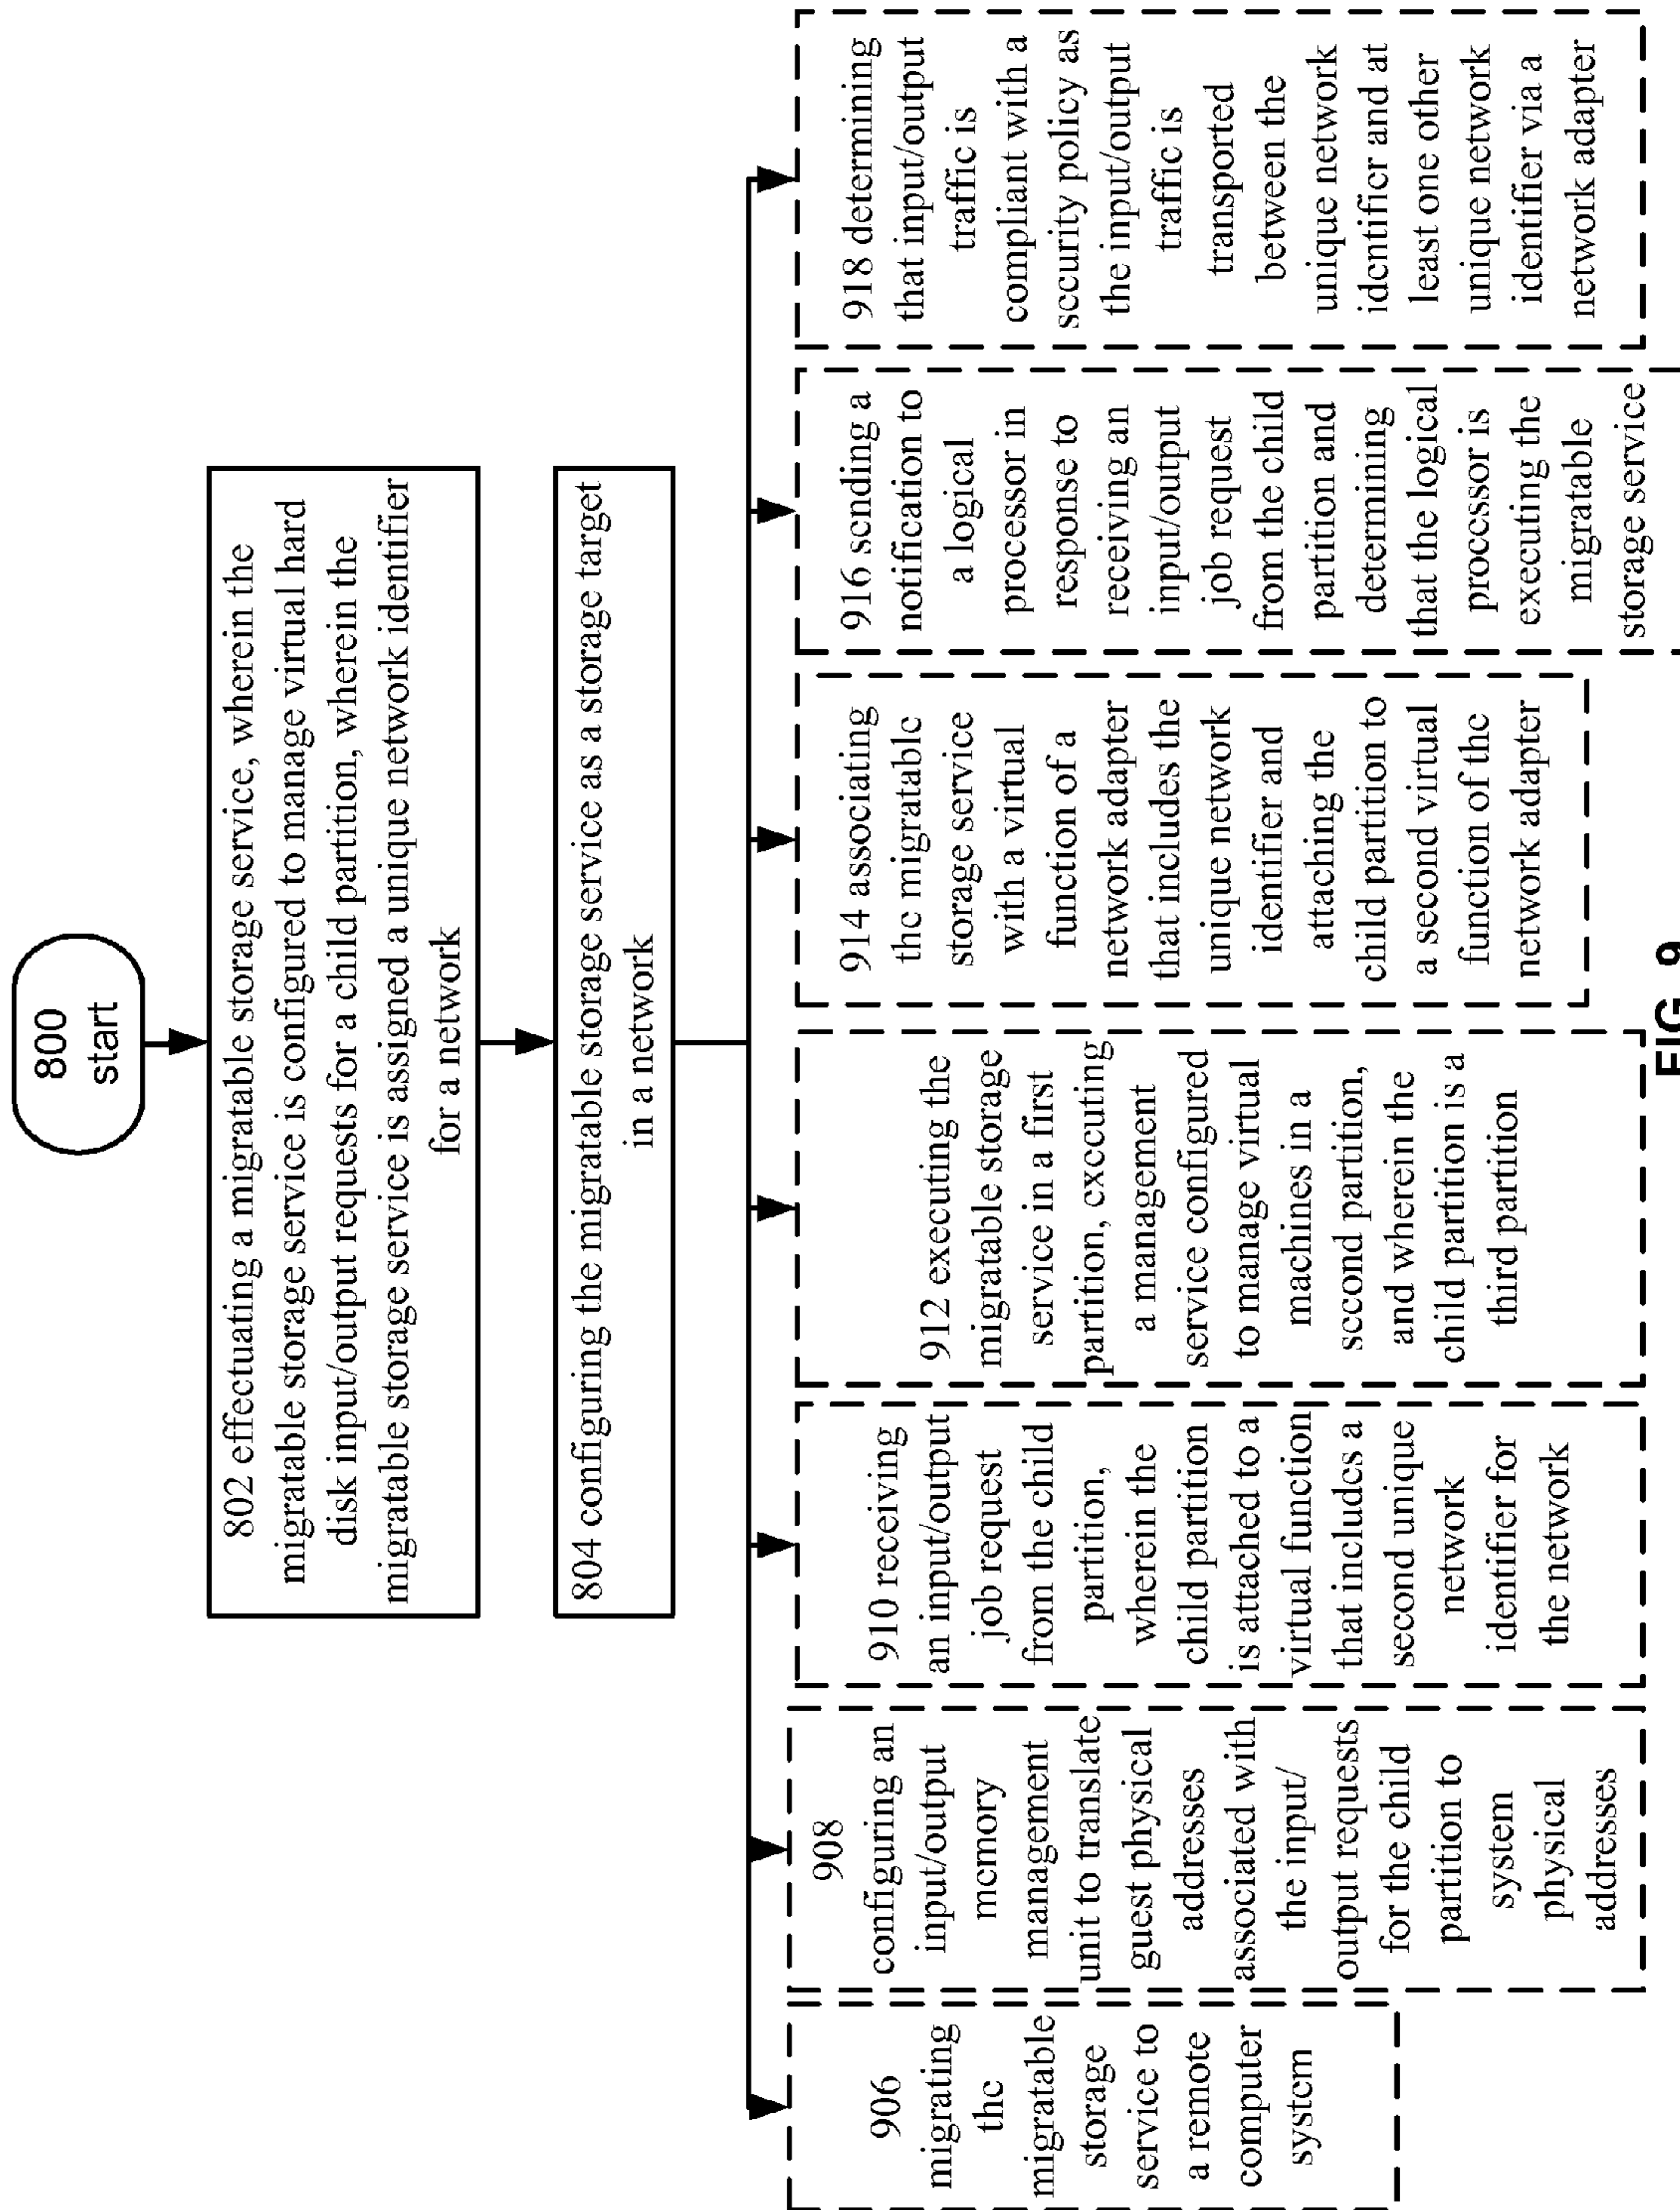 800
start
802 effectuating a migratable storage service, wherein the
migratable storage service is configured to manage virtual hard
disk input/output requests for a child partition, wherein the
migratable storage service is assigned a unique network identifier
for a network
804 configuring the migratable storage service as a storage target
in a network
906
migrating
the
migratable
storage
service to
a remote
computer
system
908
configuring an
input/output
memory
management
unit to translate
guest physical
addresses
associated with
the input/
output requests
for the child
partition to
system
physical
addresses
910 receiving
an input/output
job request
from the child
partition,
wherein the
child partition
is attached to a
virtual function
that includes a
second unique
network
identifier for
the network
912 executing the
migratable storage
service in a first
partition, executing
a management
service configured
to manage virtual
machines in a
second partition,
and wherein the
child partition is a
third partition
914 associating
the migratable
storage service
with a virtual
function of a
network adapter
that includes the
unique network
identifier and
attaching the
child partition to
a second virtual
function of the
network adapter
916 sending a
notification to
a logical
processor in
response to
receiving an
input/output
job request
from the child
partition and
determining
that the logical
processor is
executing the
migratable
storage service
918 determining
that input/output
traffic is
compliant with a
security policy as
the input/output
traffic is
transported
between the
unique network
identifier and at
least one other
unique network
identifier via a
network adapter
FIG. 9